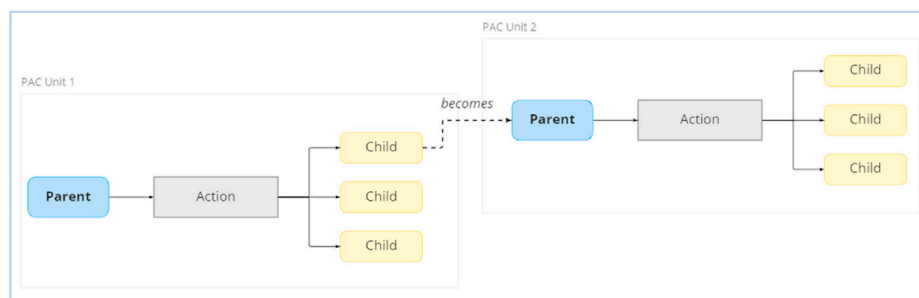 PAC Unit 2
Child
PAC Unit 1
becomes
Parent
Action
Child
Child
Child
Parent
Action
Child
Child